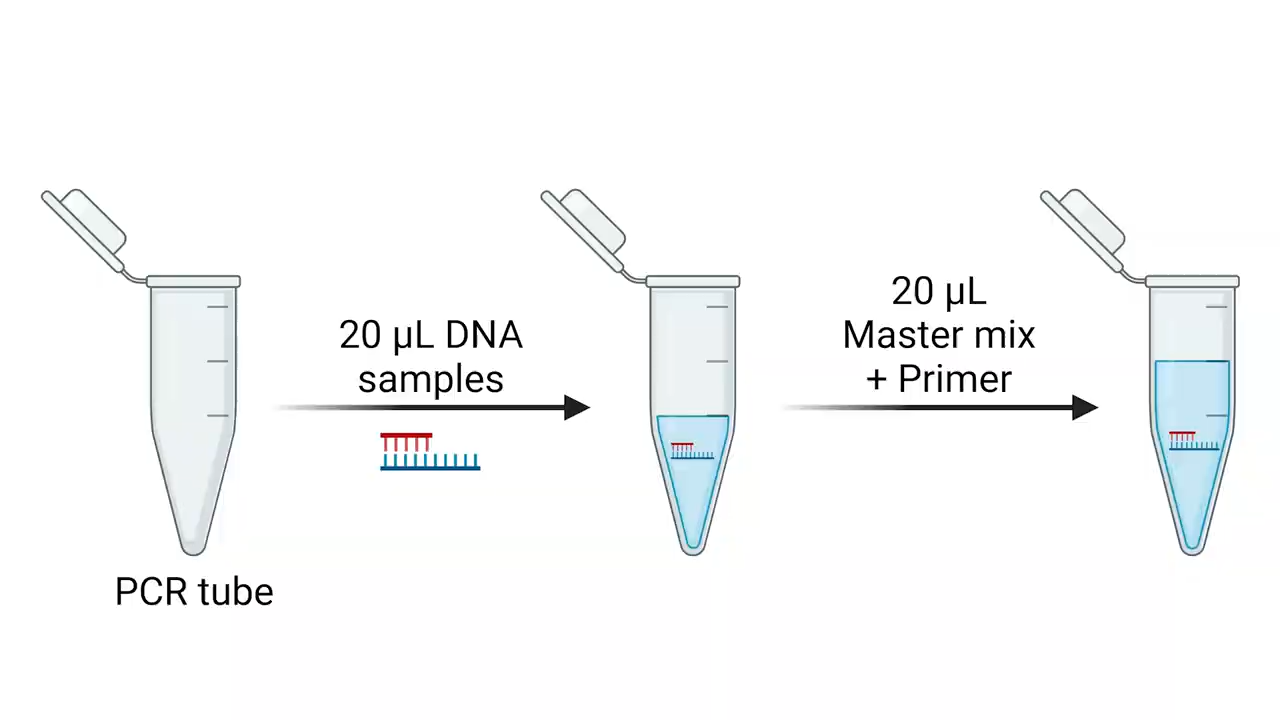 20 μL DNA
samples
20 μL
Master mix
+ Primer
PCR tube